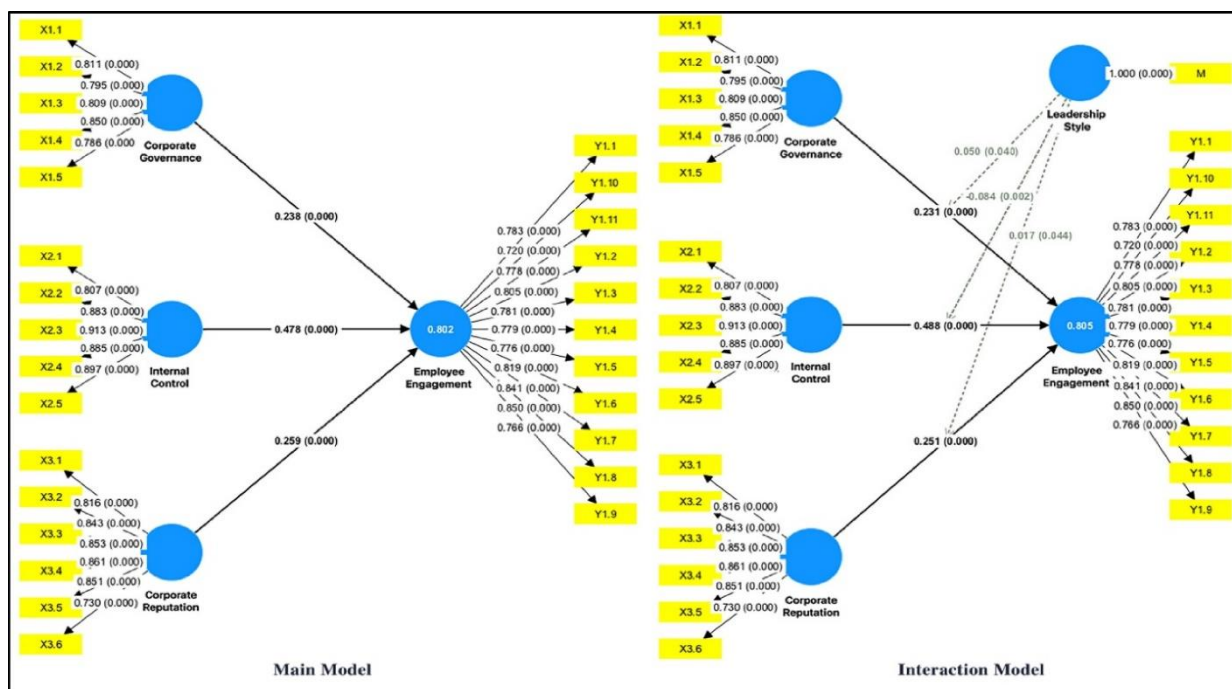 X1.1
X1.2
X1.3
X1.4
X1.5
0.811 (0.000)
0.795 (0.000)
0.809 (0.000)
0.850 (0.000)
0.786 (0.000
Corporate
Governance
0.238 (0.000)
X2.1
X2.2
X2.3
X2.4
X2.5
0.807 (0.000)
0.883 (0.000)
0.913 (0.000)
0.885 (0.000)
0.897 (0.000)
Internal
Control
0.478 (0.000)
X3.1
X3.2
X3.3
X3.4
X3.5
X3.6
0.816 (0.000)
0.843 (0.000)
0.853 (0.000)
0.861 (0.000)
0.851 (0.000)
0.730 (0.000)
Corporate
Reputation
0.259 (0.000)
0.802
Employee
Engagement
0.783 (0.000)
0.720 (0.000)
0.778 (0.000)
0.805 (0.000)
0.781 (0.000)
0.779 (0.000)
0.776 (0.000)
0.819 (0.000)
0.841 (0.000)
0.850 (0.000)
0.766 (0.000)
Y1.1
Y1.10
Y1.11
Y1.2
Y1.3
Y1.4
Y1.5
Y1.6
Y1.7
Y1.8
Y1.9
Main Model
X1.1
X1.2
X1.3
X1.4
X1.5
0.811 (0.000)
0.795 (0.000)
0.809 (0.000)
0.850 (0.000)
0.786 (0.000
Corporate
Governance
0.231 (0.000)
1.000 (0.000)
M
Leadership
Style
0.050 (0.040)
-0.084 (0.002)
0.017 (0.044)
X2.1
X2.2
X2.3
X2.4
X2.5
0.807 (0.000)
0.883 (0.000)
0.913 (0.000)
0.885 (0.000)
0.897 (0.000)
Internal
Control
0.488 (0.000)
X3.1
X3.2
X3.3
X3.4
X3.5
X3.6
0.816 (0.000)
0.843 (0.000)
0.853 (0.000)
0.861 (0.000)
0.851 (0.000)
0.730 (0.000)
Corporate
Reputation
0.251 (0.000)
0.805
Employee
Engagement
0.783 (0.000)
0.720 (0.000)
0.778 (0.000)
0.805 (0.000)
0.781 (0.000)
0.779 (0.000)
0.776 (0.000)
0.819 (0.000)
0.841 (0.000)
0.850 (0.000)
0.766 (0.000)
Y1.1
Y1.10
Y1.11
Y1.2
Y1.3
Y1.4
Y1.5
Y1.6
Y1.7
Y1.8
Y1.9
Interaction Model